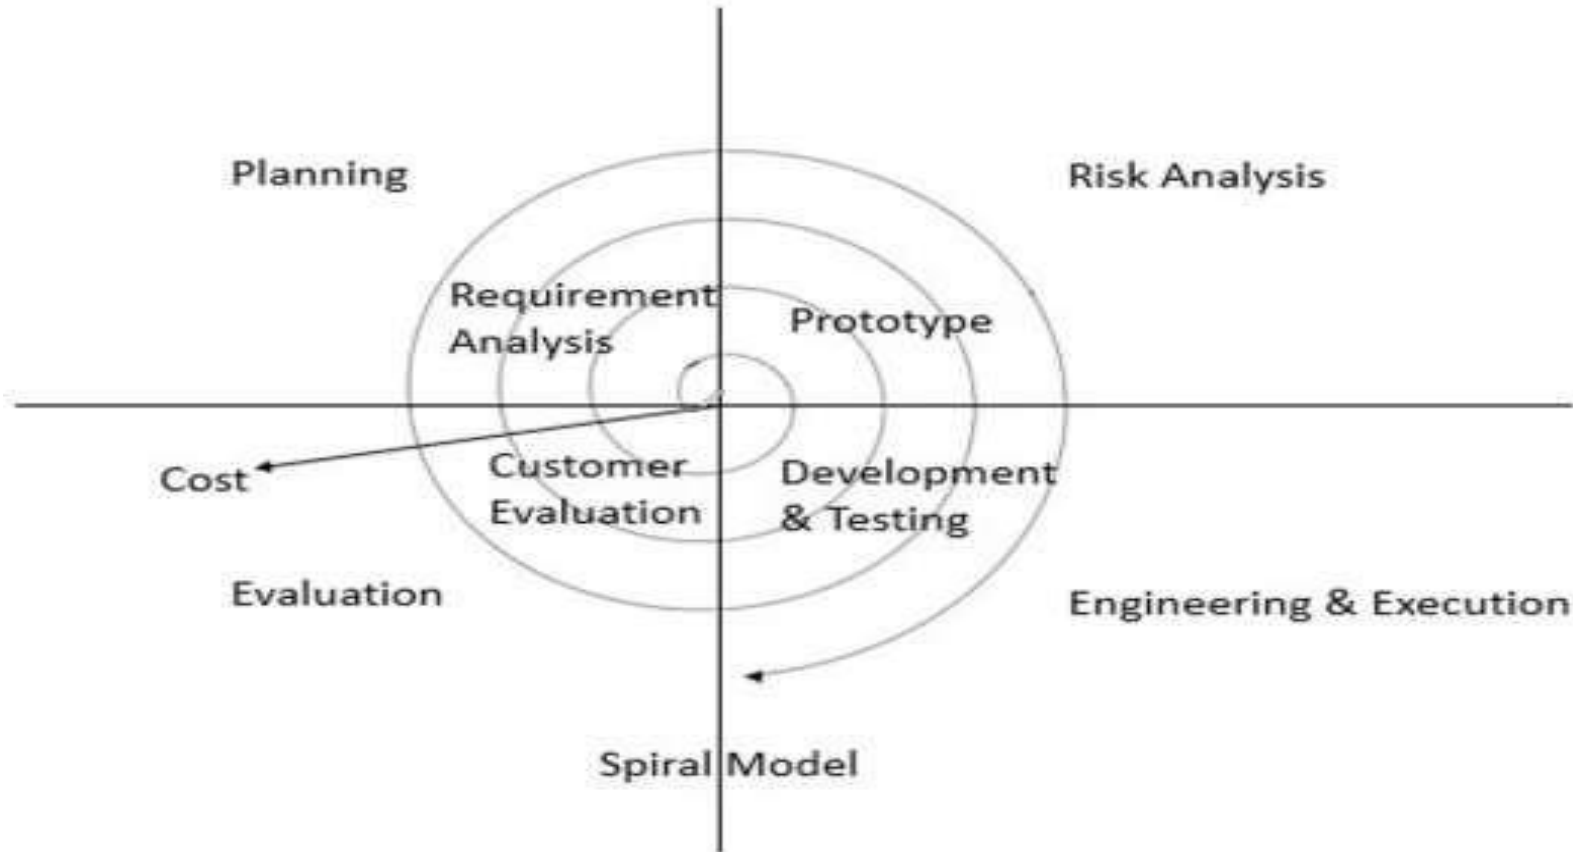 Planning
Risk Analysis
Requirement
Analysis
Prototype
Cost
Customer
Evaluation
Development
& Testing
Evaluation
Engineering & Execution
Spiral Model